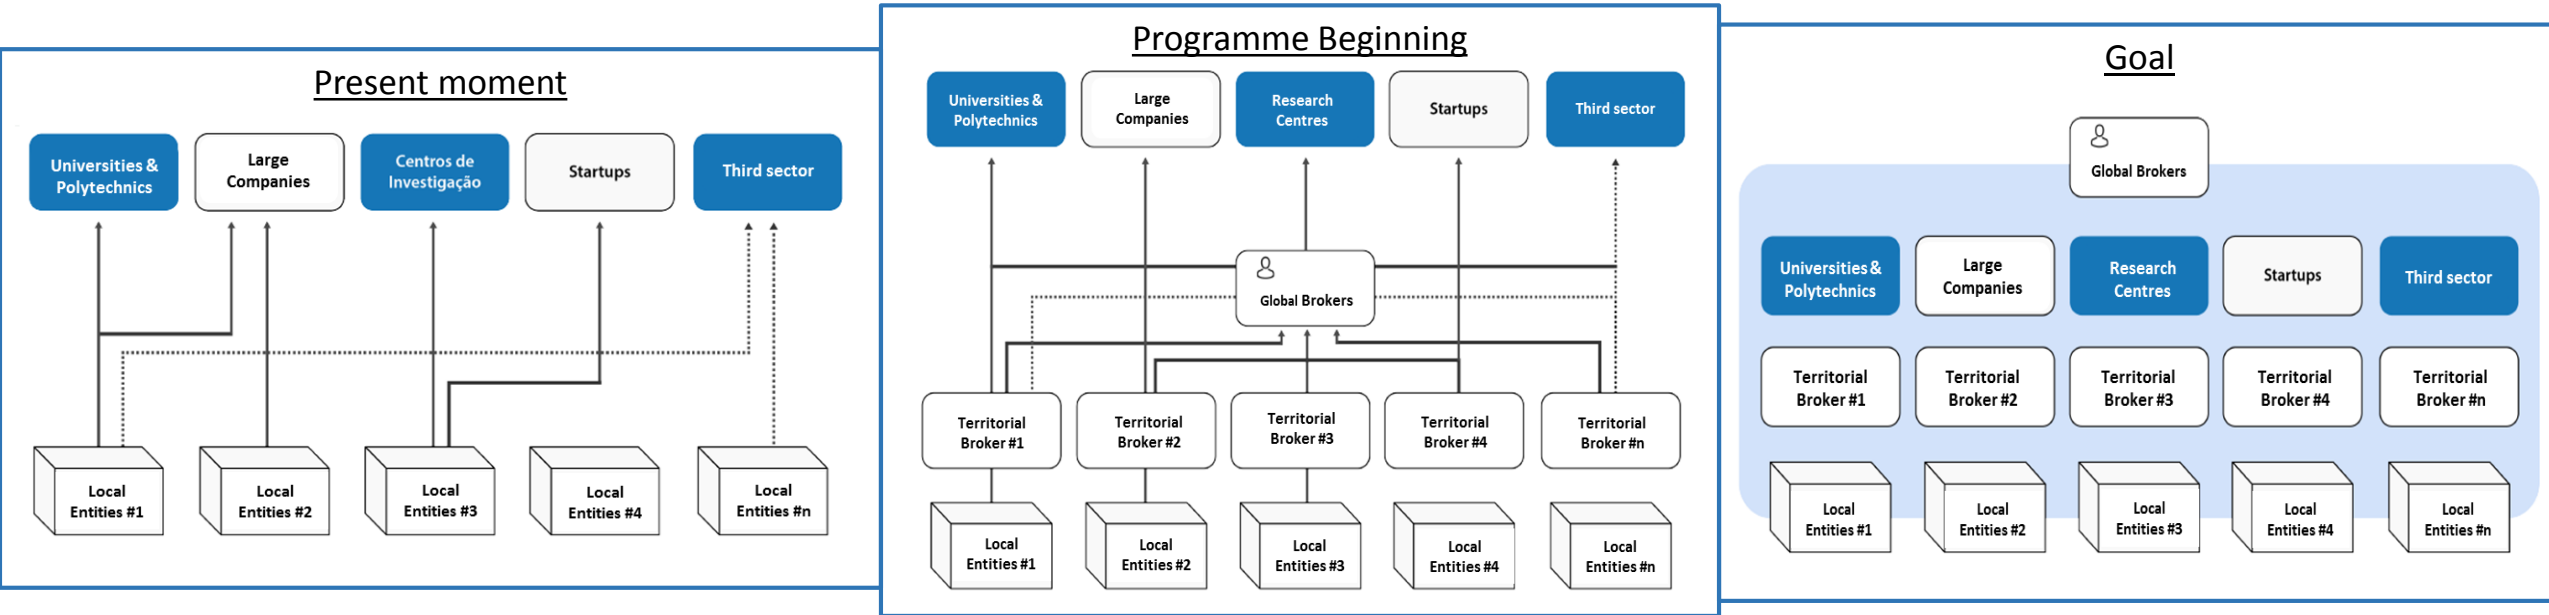 Present moment
Universities &
Polytechnics
Large
Companies
Centros de
Investigação
Startups
Third sector
Local
Entities #1
Local
Entities #2
Local
Entities #3
Local
Entities #4
Local
Entities #n
Programme Beginning
Universities &
Polytechnics
Large
Companies
Research
Centres
Startups
Third sector
Global Brokers
Territorial
Broker #1
Territorial
Broker #2
Territorial
Broker #3
Territorial
Broker #4
Territorial
Broker #n
Local
Entities #1
Local
Entities #2
Local
Entities #3
Local
Entities #4
Local
Entities #n
Goal
Global Brokers
Universities &
Polytechnics
Large
Companies
Research
Centres
Startups
Third sector
Territorial
Broker #1
Territorial
Broker #2
Territorial
Broker #3
Territorial
Broker #4
Territorial
Broker #n
Local
Entities #1
Local
Entities #2
Local
Entities #3
Local
Entities #4
Local
Entities #n